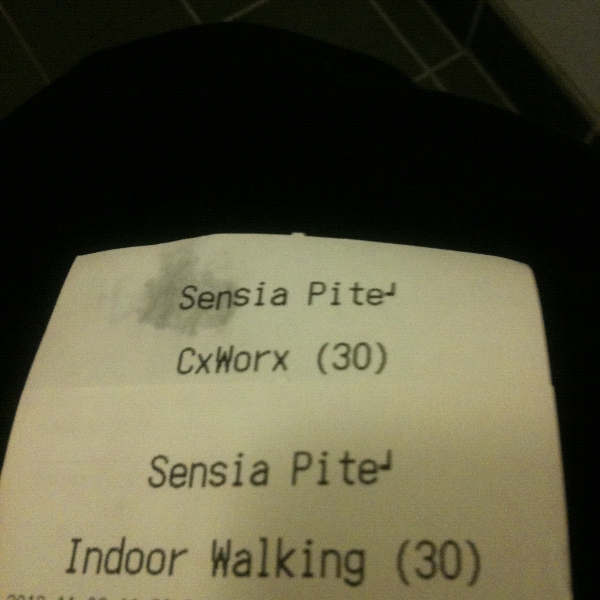 Sensia Pite┘
CxWorx (30)
Sensia Pite┘
Indoor Walking (30)